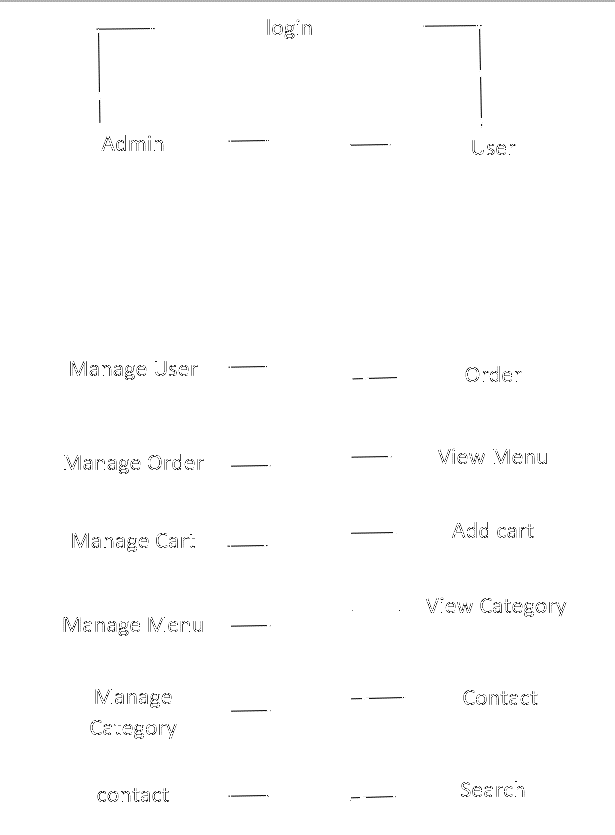 login
Admin
User
Manage User
Order
Manage Order
View Menu
Manage Cart
Add cart
Manage Menu
View Category
Manage
Category
Contact
contact
Search